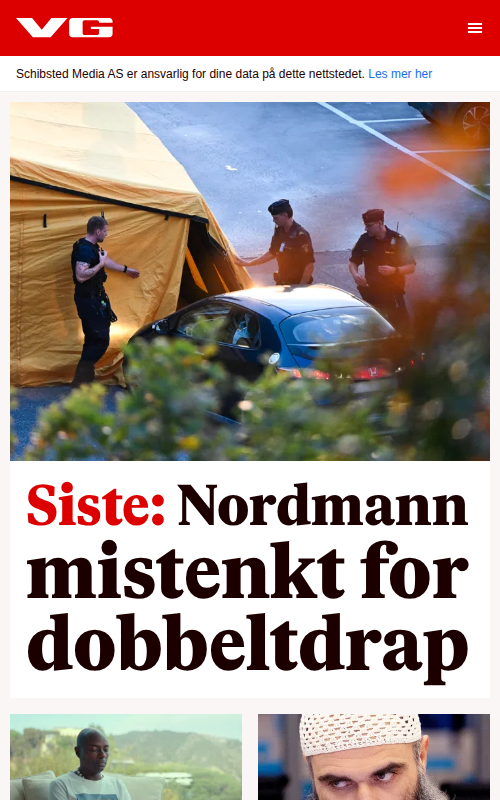 VG
Schibsted Media AS er ansvarlig for dine data på dette nettstedet. Les mer her
Siste: Nordmann
mistenkt for
dobbeltdrap